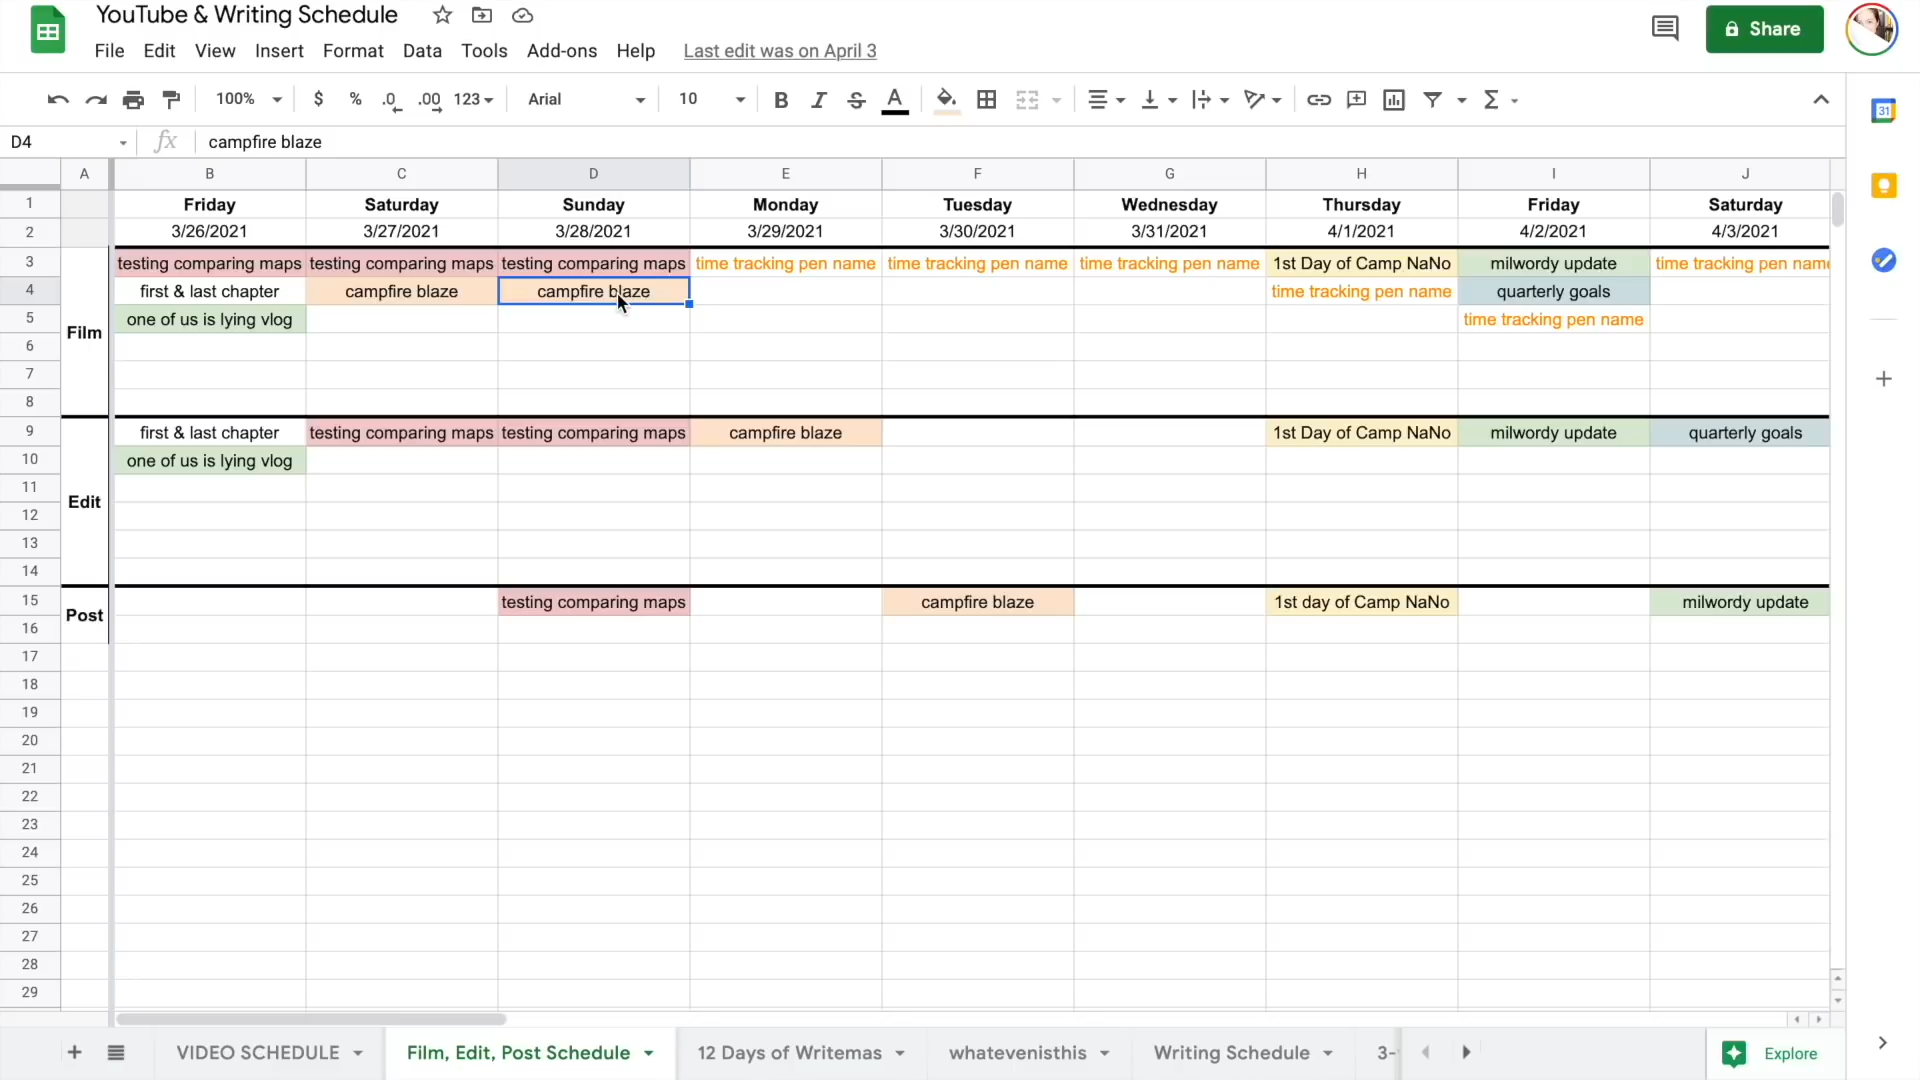 YouTube & Writing Schedule
File Edit View Insert Format Data Tools Add-ons Help Last edit was on April 3
Share
100% $ % .0 .00 123 Arial 10 B I S A Σ
31
D4 fx campfire blaze
A B C D E F G H I J
1 Friday Saturday Sunday Monday Tuesday Wednesday Thursday Friday Saturday
2 3/26/2021 3/27/2021 3/28/2021 3/29/2021 3/30/2021 3/31/2021 4/1/2021 4/2/2021 4/3/2021
3 testing comparing maps testing comparing maps testing comparing maps time tracking pen name time tracking pen name time tracking pen name 1st Day of Camp NaNo milwordy update time tracking pen name
4 first & last chapter campfire blaze campfire blaze time tracking pen name quarterly goals
5 one of us is lying vlog time tracking pen name
Film
6
7
8
9 first & last chapter testing comparing maps testing comparing maps campfire blaze 1st Day of Camp NaNo milwordy update quarterly goals
10 one of us is lying vlog
11
Edit
12
13
14
15 testing comparing maps campfire blaze 1st day of Camp NaNo milwordy update
Post
16
17
18
19
20
21
22
23
24
25
26
27
28
29
VIDEO SCHEDULE Film, Edit, Post Schedule 12 Days of Writemas whatevenisthis Writing Schedule 3- Explore